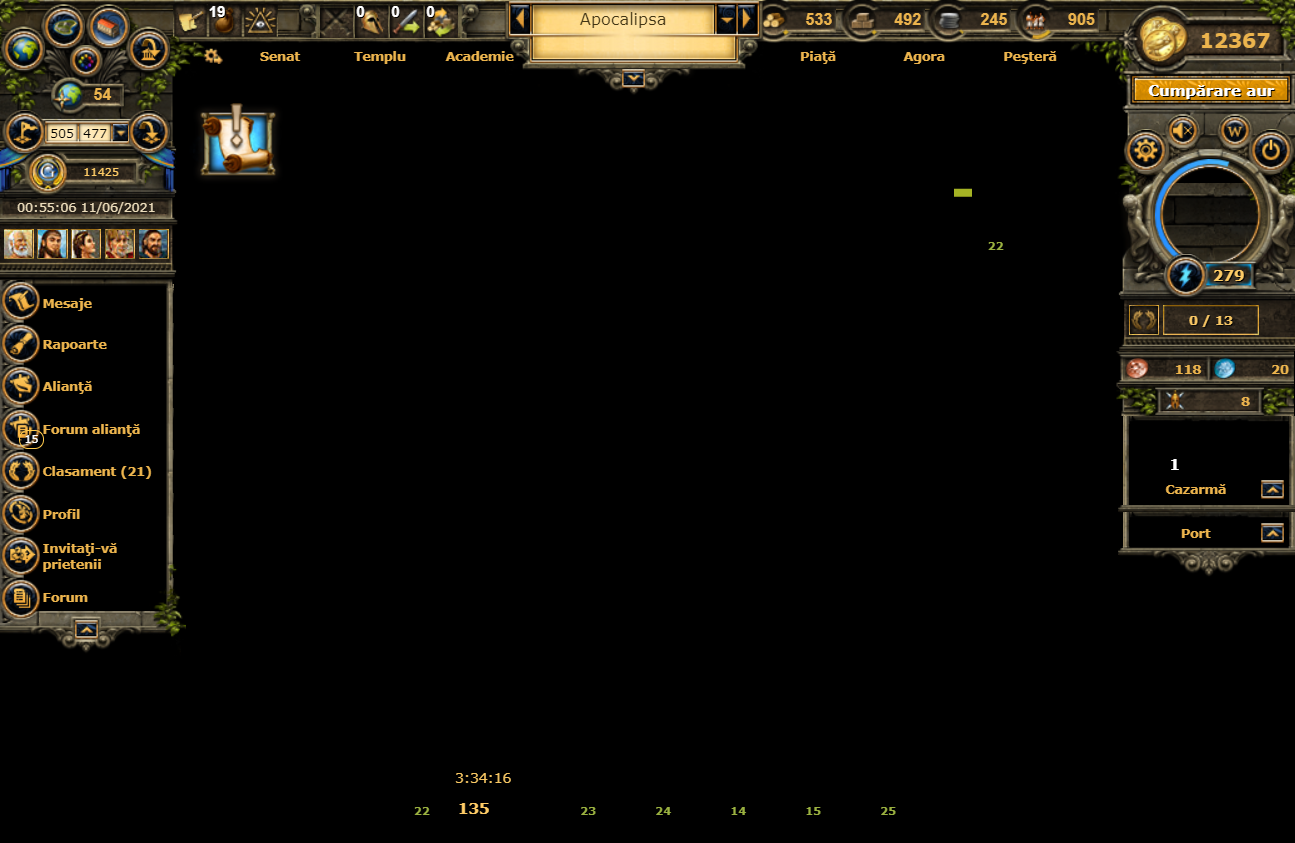 19
0
0
0
Apocalipsa
533
492
245
905
12367
Senat
Templu
Academie
Piaţă
Agora
Peşteră
54
Cumpărare aur
505
477
W
11425
00:55:06 11/06/2021
22
279
Mesaje
0 / 13
Rapoarte
118
20
Alianţă
8
Forum alianţă
15
1
Clasament (21)
Cazarmă
Profil
Port
Invitaţi-vă
prietenii
Forum
3:34:16
22
135
23
24
14
15
25